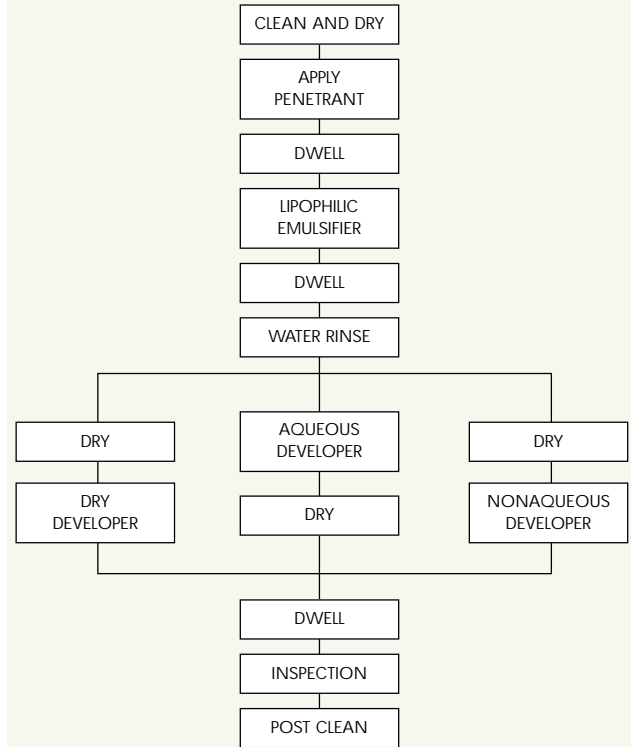 CLEAN AND DRY
APPLY
PENETRANT
DWELL
LIPOPHILIC
EMULSIFIER
DWELL
WATER RINSE
DRY
DRY
DEVELOPER
AQUEOUS
DEVELOPER
DRY
DRY
NONAQUEOUS
DEVELOPER
DWELL
INSPECTION
POST CLEAN